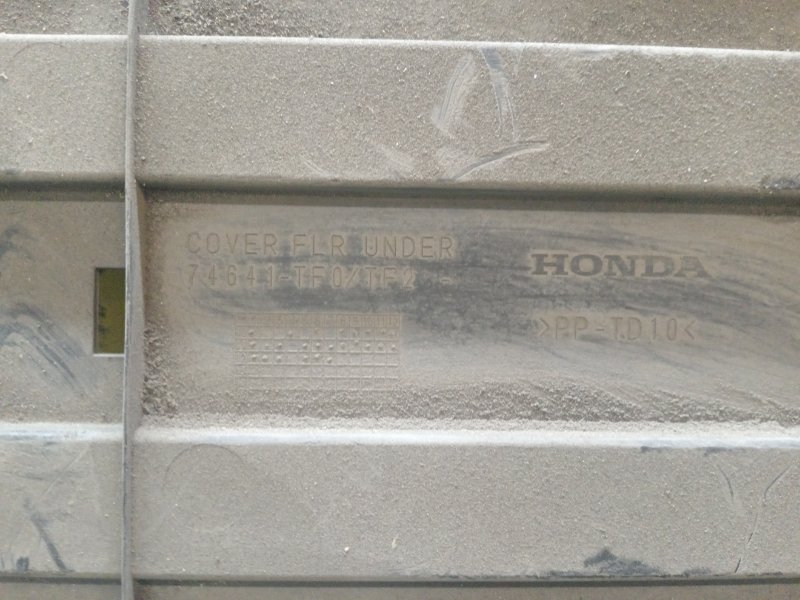 COVER FLR UNDER
74641-TF0/TF2 -
HONDA
>PP-TD10<